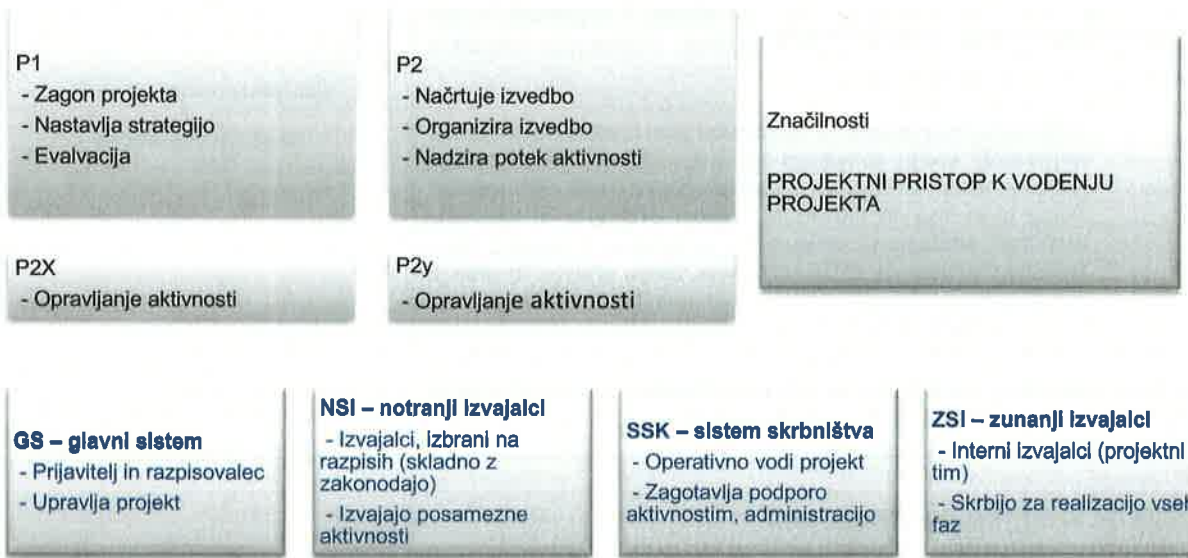 P1
- Zagon projekta
- Nastavlja strategijo
- Evalvacija
P2
- Načrtuje izvedbo
- Organizira izvedbo
- Nadzira potek aktivnosti
Značilnosti
PROJEKTNI PRISTOP K VODENJU
PROJEKTA
P2X
- Opravljanje aktivnosti
P2y
- Opravljanje aktivnosti
GS – glavni sistem
- Prijavitelj in razpisovalec
- Upravlja projekt
NSI – notranji izvajalci
- Izvajalci, izbrani na
razpisih (skladno z
zakonodajo)
- Izvajajo posamezne
aktivnosti
SSK – sistem skrbništva
- Operativno vodi projekt
- Zagotavlja podporo
aktivnostim, administracijo
ZSI – zunanji izvajalci
- Interni izvajalci (projektni
tim)
- Skrbijo za realizacijo vseh
faz